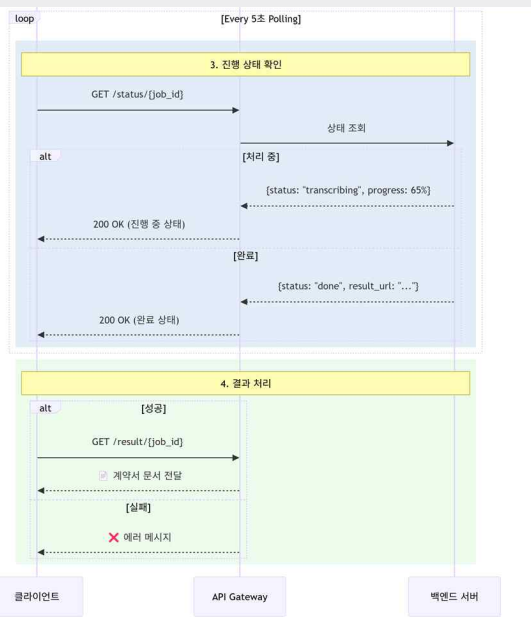 loop
[Every 5초 Polling]
3. 진행 상태 확인
GET /status/{job_id}
상태 조회
alt
[처리 중]
{status: "transcribing", progress: 65%}
200 OK (진행 중 상태)
[완료]
{status: "done", result_url: "..."}
200 OK (완료 상태)
4. 결과 처리
alt
[성공]
GET /result/{job_id}
📄 계약서 문서 전달
[실패]
❌ 에러 메시지
클라이언트
API Gateway
백엔드 서버